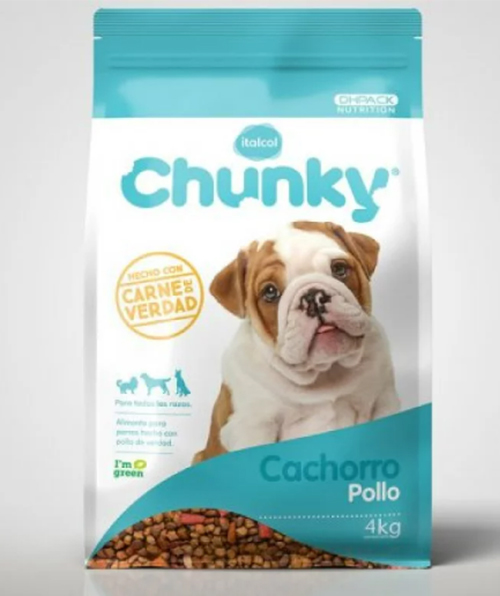 DHPACK
NUTRITION
italcol
Chunky®
HECHO CON
CARNE DE
VERDAD
Para todas las razas.
Alimento para
perros hecho con
pollo de verdad.
I'm
green
Cachorro
Pollo
4kg